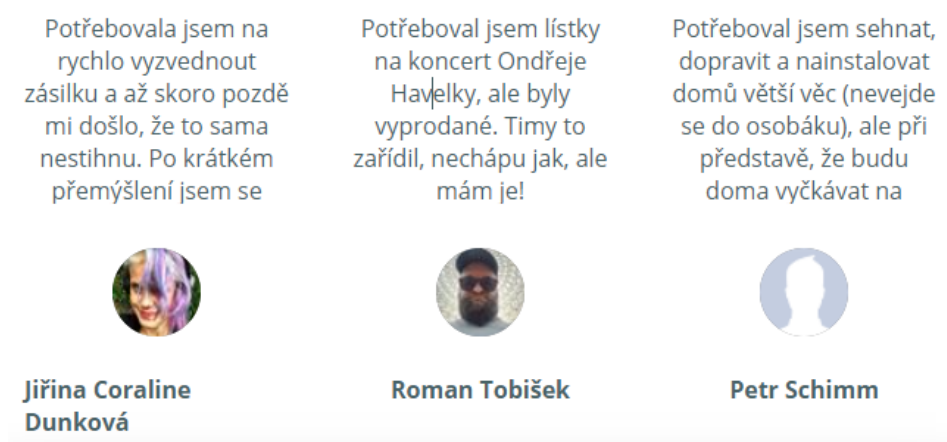 Potřebovala jsem na
rychlo vyzvednout
zásilku a až skoro pozdě
mi došlo, že to sama
nestihnu. Po krátkém
přemýšlení jsem se
Jiřina Coraline
Dunková
Potřeboval jsem lístky
na koncert Ondřeje
Havelky, ale byly
vyprodané. Timy to
zařídil, nechápu jak, ale
mám je!
Roman Tobišek
Potřeboval jsem sehnat,
dopravit a nainstalovat
domů větší věc (nevejde
se do osobáku), ale při
představě, že budu
doma vyčkávat na
Petr Schimm